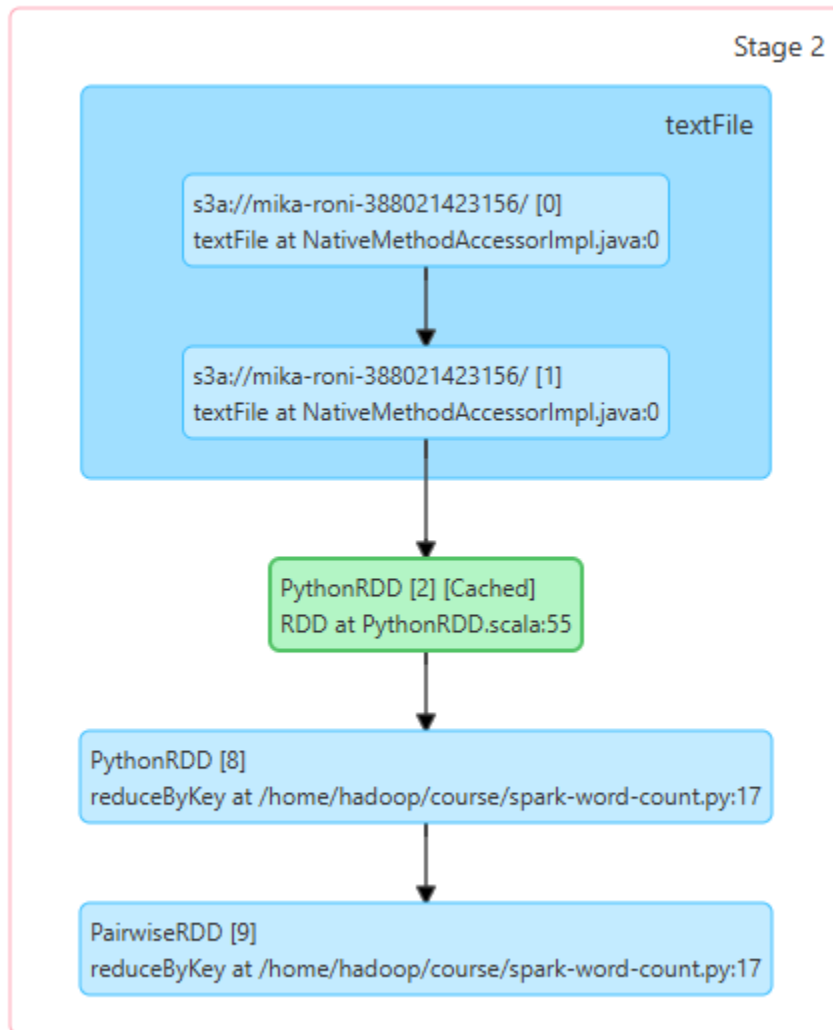 Stage 2
textFile
s3a://mika-roni-388021423156/ [0]
textFile at NativeMethodAccessorImpl.java:0
s3a://mika-roni-388021423156/ [1]
textFile at NativeMethodAccessorImpl.java:0
PythonRDD [2] [Cached]
RDD at PythonRDD.scala:55
PythonRDD [8]
reduceByKey at /home/hadoop/course/spark-word-count.py:17
PairwiseRDD [9]
reduceByKey at /home/hadoop/course/spark-word-count.py:17